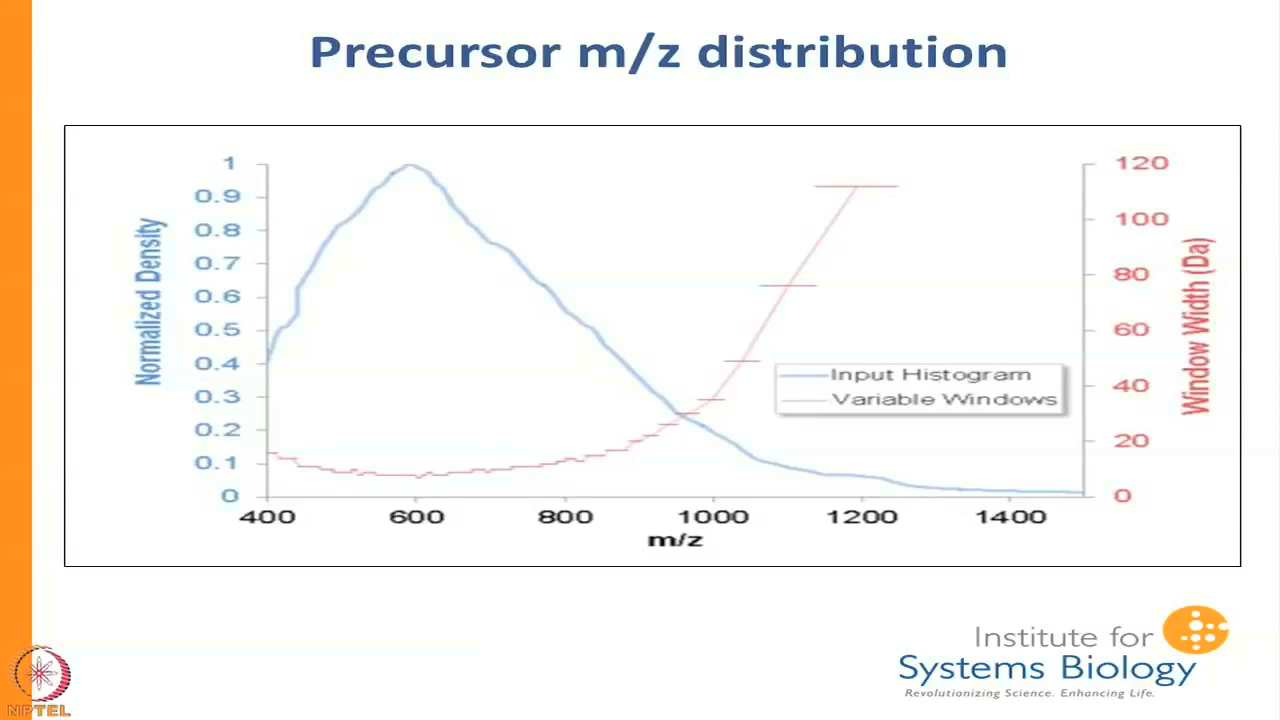 Precursor m/z distribution
Normalized Density
1
0.9
0.8
0.7
0.6
0.5
0.4
0.3
0.2
0.1
0
400
600
800
1000
1200
1400
m/z
120
100
80
60
40
20
0
Window Width (Da)
Input Histogram
Variable Windows
Institute for
Systems Biology
Revolutionizing Science. Enhancing Life.
NPTEL